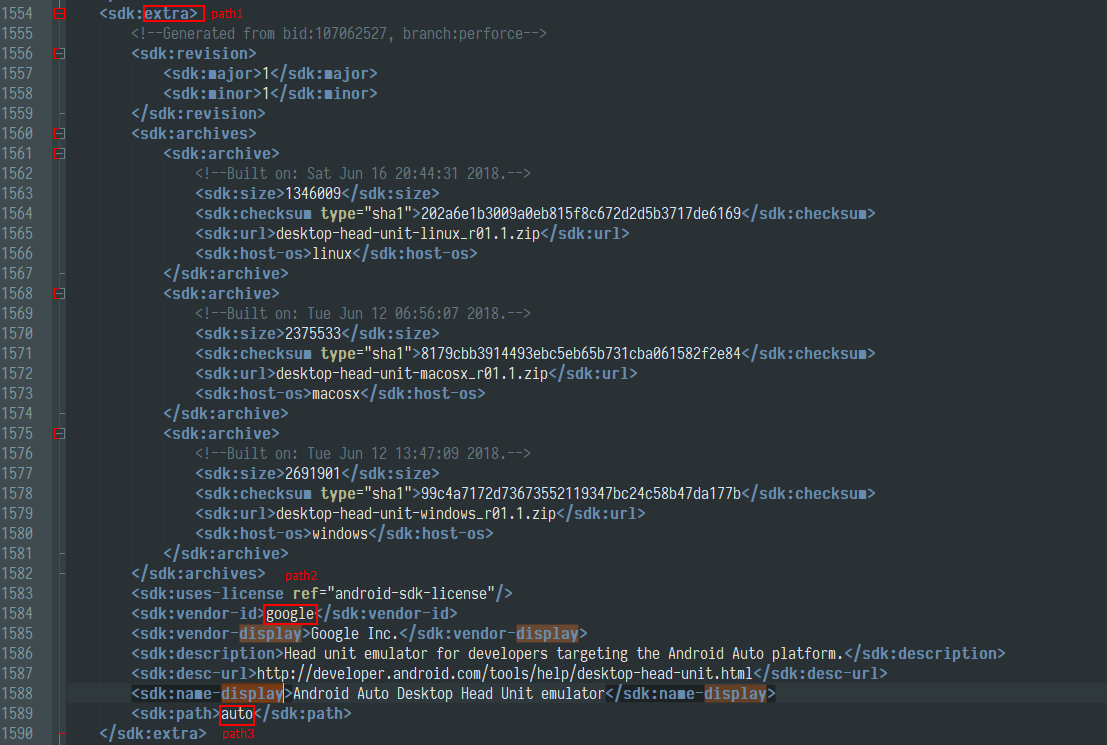 1554 <sdk:extra> path1
1555 <!--Generated from bid:107062527, branch:perforce-->
1556 <sdk:revision>
1557 <sdk:major>1</sdk:major>
1558 <sdk:minor>1</sdk:minor>
1559 </sdk:revision>
1560 <sdk:archives>
1561 <sdk:archive>
1562 <!--Built on: Sat Jun 16 20:44:31 2018.-->
1563 <sdk:size>1346009</sdk:size>
1564 <sdk:checksum type="sha1">202a6e1b3009a0eb815f8c672d2d5b3717de6169</sdk:checksum>
1565 <sdk:url>desktop-head-unit-linux_r01.1.zip</sdk:url>
1566 <sdk:host-os>linux</sdk:host-os>
1567 </sdk:archive>
1568 <sdk:archive>
1569 <!--Built on: Tue Jun 12 06:56:07 2018.-->
1570 <sdk:size>2375533</sdk:size>
1571 <sdk:checksum type="sha1">8179cbb3914493ebc5eb65b731cba061582f2e84</sdk:checksum>
1572 <sdk:url>desktop-head-unit-macosx_r01.1.zip</sdk:url>
1573 <sdk:host-os>macosx</sdk:host-os>
1574 </sdk:archive>
1575 <sdk:archive>
1576 <!--Built on: Tue Jun 12 13:47:09 2018.-->
1577 <sdk:size>2691901</sdk:size>
1578 <sdk:checksum type="sha1">99c4a7172d73673552119347bc24c58b47da177b</sdk:checksum>
1579 <sdk:url>desktop-head-unit-windows_r01.1.zip</sdk:url>
1580 <sdk:host-os>windows</sdk:host-os>
1581 </sdk:archive>
1582 </sdk:archives> path2
1583 <sdk:uses-license ref="android-sdk-license"/>
1584 <sdk:vendor-id>google</sdk:vendor-id>
1585 <sdk:vendor-display>Google Inc.</sdk:vendor-display>
1586 <sdk:description>Head unit emulator for developers targeting the Android Auto platform.</sdk:description>
1587 <sdk:desc-url>http://developer.android.com/tools/help/desktop-head-unit.html</sdk:desc-url>
1588 <sdk:name-display>Android Auto Desktop Head Unit emulator</sdk:name-display>
1589 <sdk:path>auto</sdk:path>
1590 </sdk:extra> path3